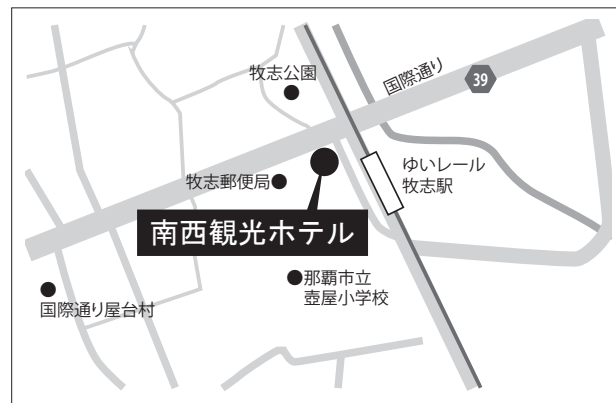 牧志公園
国際通り
39
ゆいレール
牧志駅
牧志郵便局
南西観光ホテル
那覇市立
壺屋小学校
国際通り屋台村